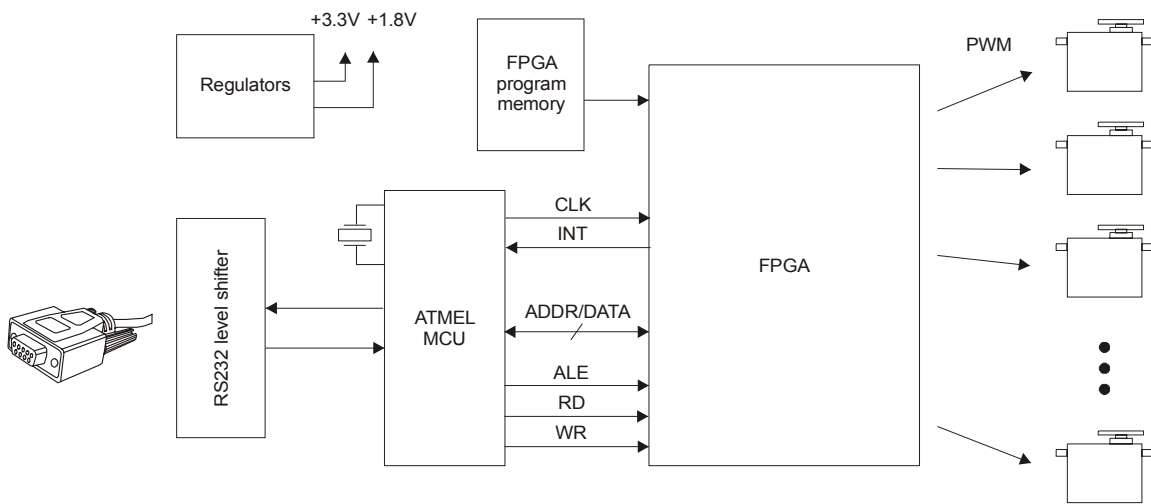 +3.3V +1.8V
Regulators
FPGA
program
memory
PWM
CLK
INT
FPGA
RS232 level shifter
ATMEL
MCU
ADDR/DATA
ALE
RD
WR